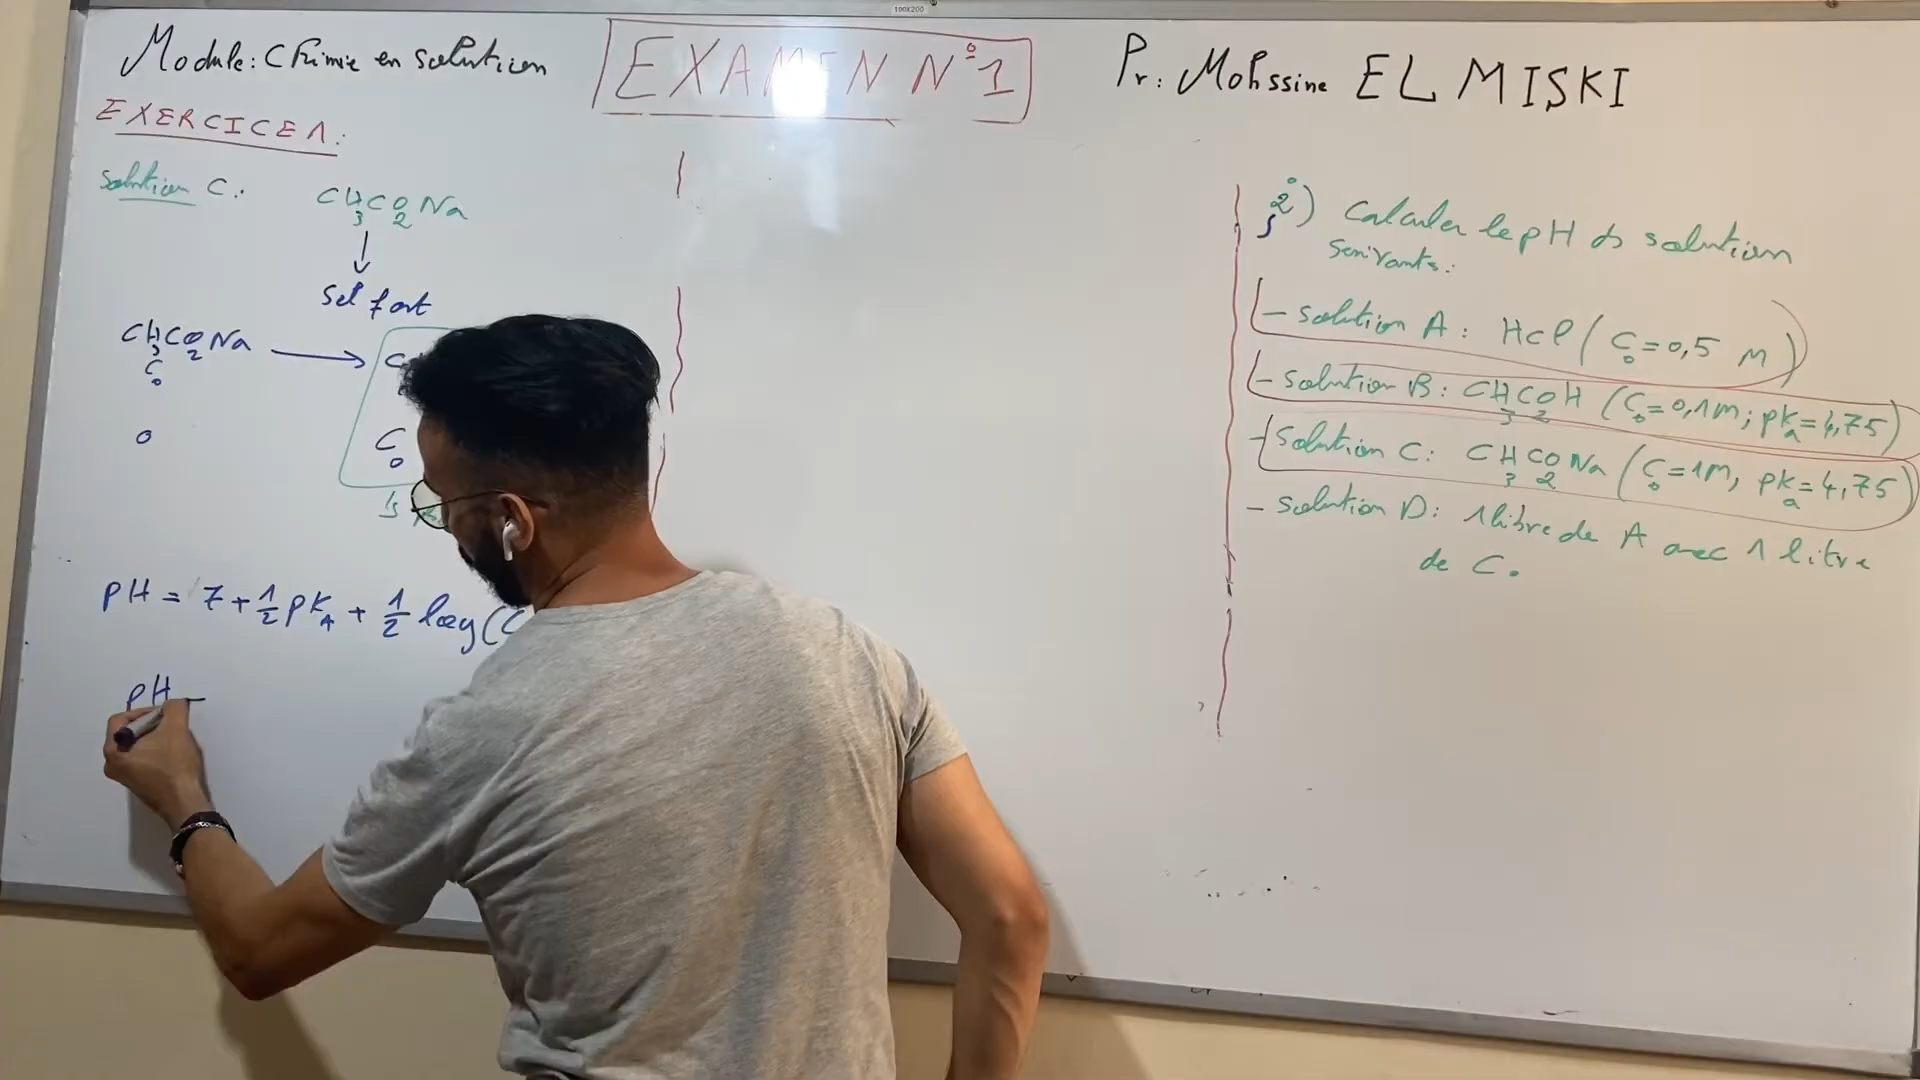 100X200
Module: Chimie en solution
EXAMEN N°1
Pr: Mohssine EL MISKI
EXERCICE 1:
Solution C:
CH3CO2Na
↓
Sel fort
CH3CO2Na →
C0
0
C0
pH = 7 + 1/2 pKA + 1/2 log(C
pH =
2°) Calculer le pH ds solution
suivants:
- solution A: HCl (C0=0,5 M)
- solution B: CH3CO2H (C0=0,1M; pka=4,75)
- solution C: CH3CO2Na (C0=1M, pka=4,75)
- solution D: 1 litre de A avec 1 litre
de C.